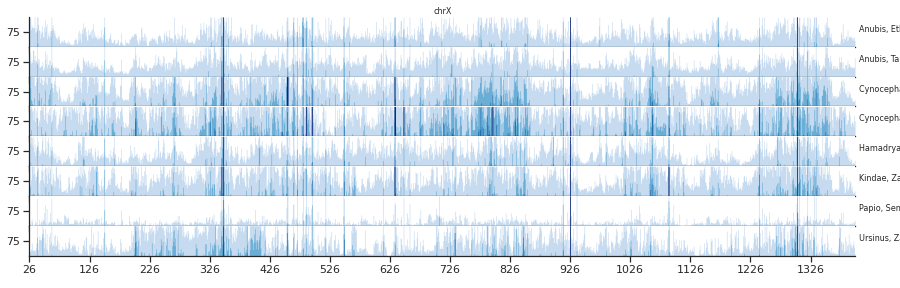 chrX
75 Anubis, Et
75 Anubis, Ta
75 Cynoceph
75 Cynoceph
75 Hamadrya
75 Kindae, Za
75 Papio, Sen
75 Ursinus, Z
26 126 226 326 426 526 626 726 826 926 1026 1126 1226 1326